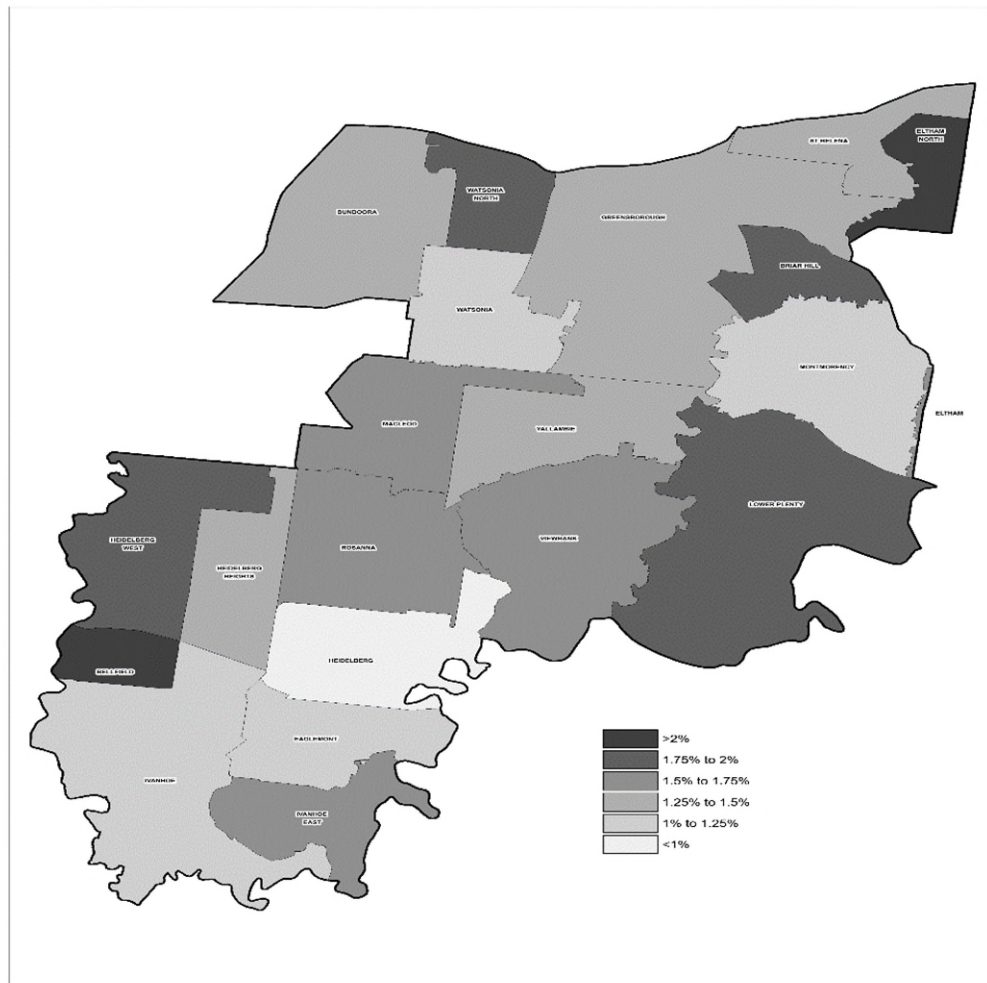 ELTHAM
NORTH
ST HELENA
WATSONIA
NORTH
BUNDOORA
GREENSBOROUGH
BRIAR HILL
WATSONIA
MONTMORENCY
ELTHAM
MACLEOD
YALLAMBIE
LOWER PLENTY
HEIDELBERG
WEST
VIEWBANK
ROSANNA
HEIDELBERG
HEIGHTS
HEIDELBERG
BELLFIELD
EAGLEMONT
IVANHOE
IVANHOE
EAST
>2%
1.75% to 2%
1.5% to 1.75%
1.25% to 1.5%
1% to 1.25%
<1%